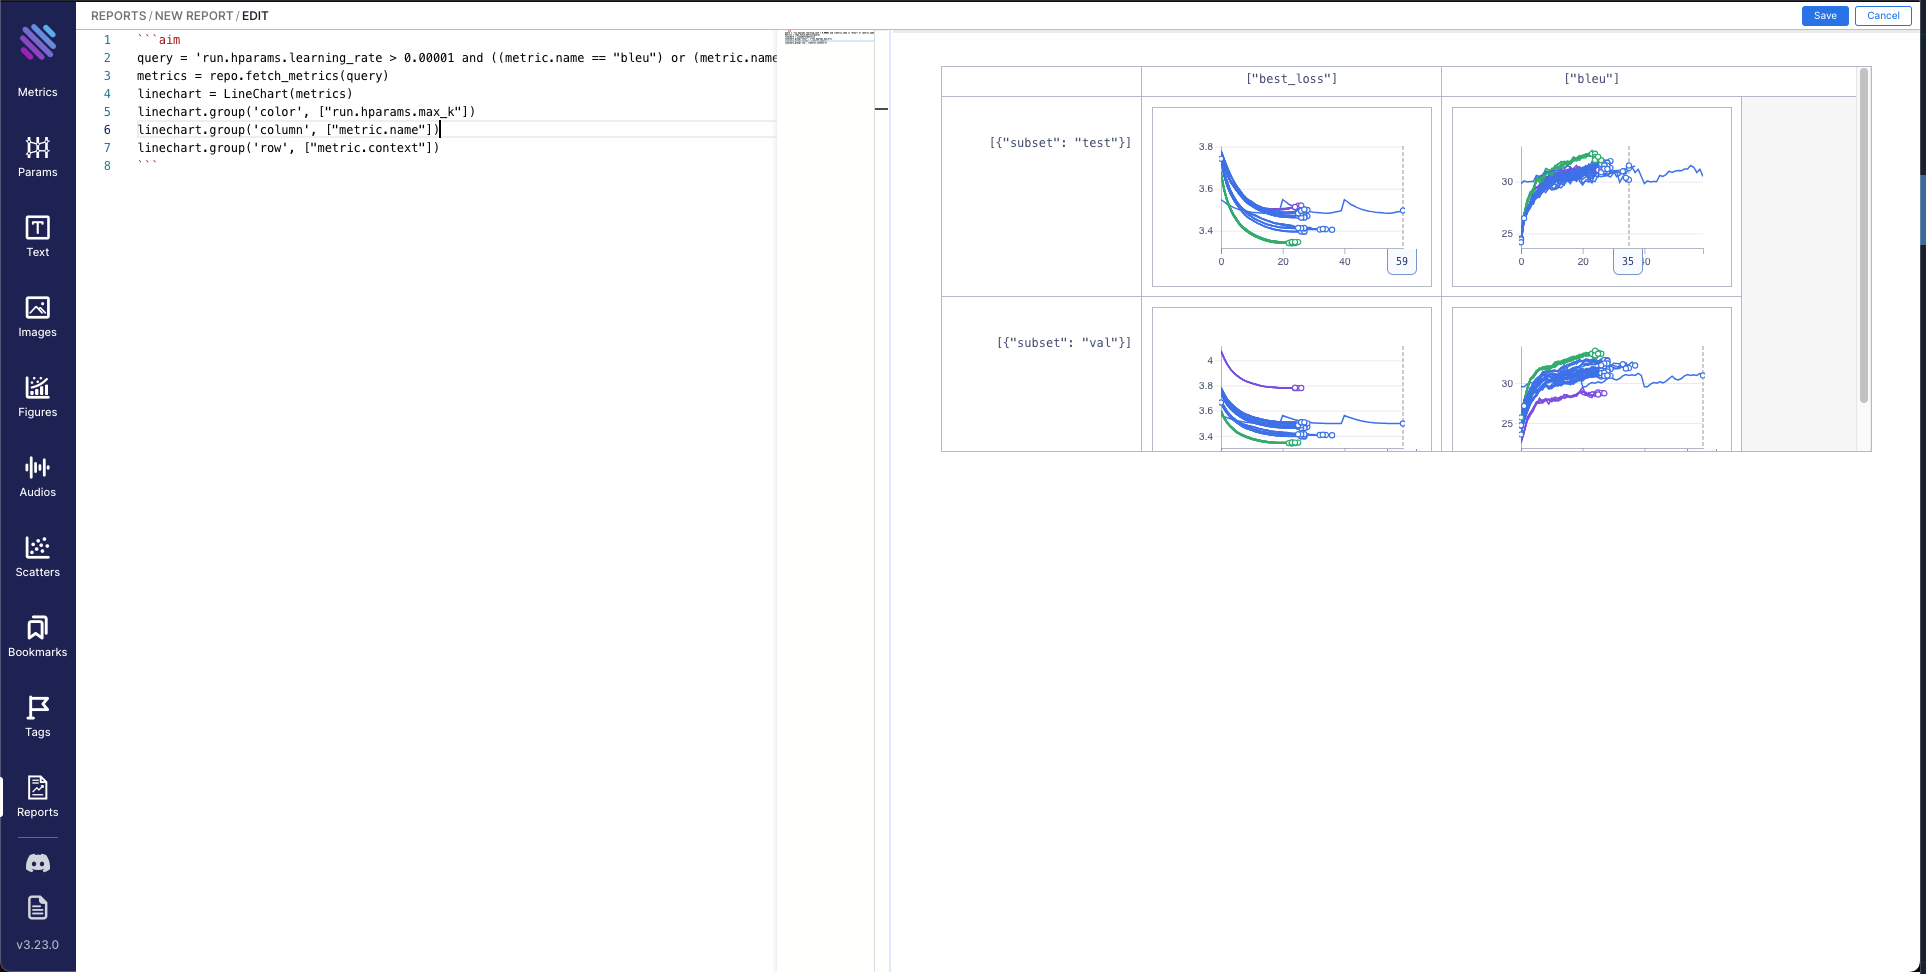 REPORTS / NEW REPORT / EDIT
Save
Cancel
Metrics
Params
Text
Images
Figures
Audios
Scatters
Bookmarks
Tags
Reports
v3.23.0
1 ```aim
2 query = 'run.hparams.learning_rate > 0.00001 and ((metric.name == "bleu") or (metric.name
3 metrics = repo.fetch_metrics(query)
4 linechart = LineChart(metrics)
5 linechart.group('color', ["run.hparams.max_k"])
6 linechart.group('column', ["metric.name"])
7 linechart.group('row', ["metric.context"])
8 ```
["best_loss"]
["bleu"]
[{"subset": "test"}]
3.8
3.6
3.4
0
20
40
59
30
25
0
20
35
[{"subset": "val"}]
4
3.8
3.6
3.4
30
25